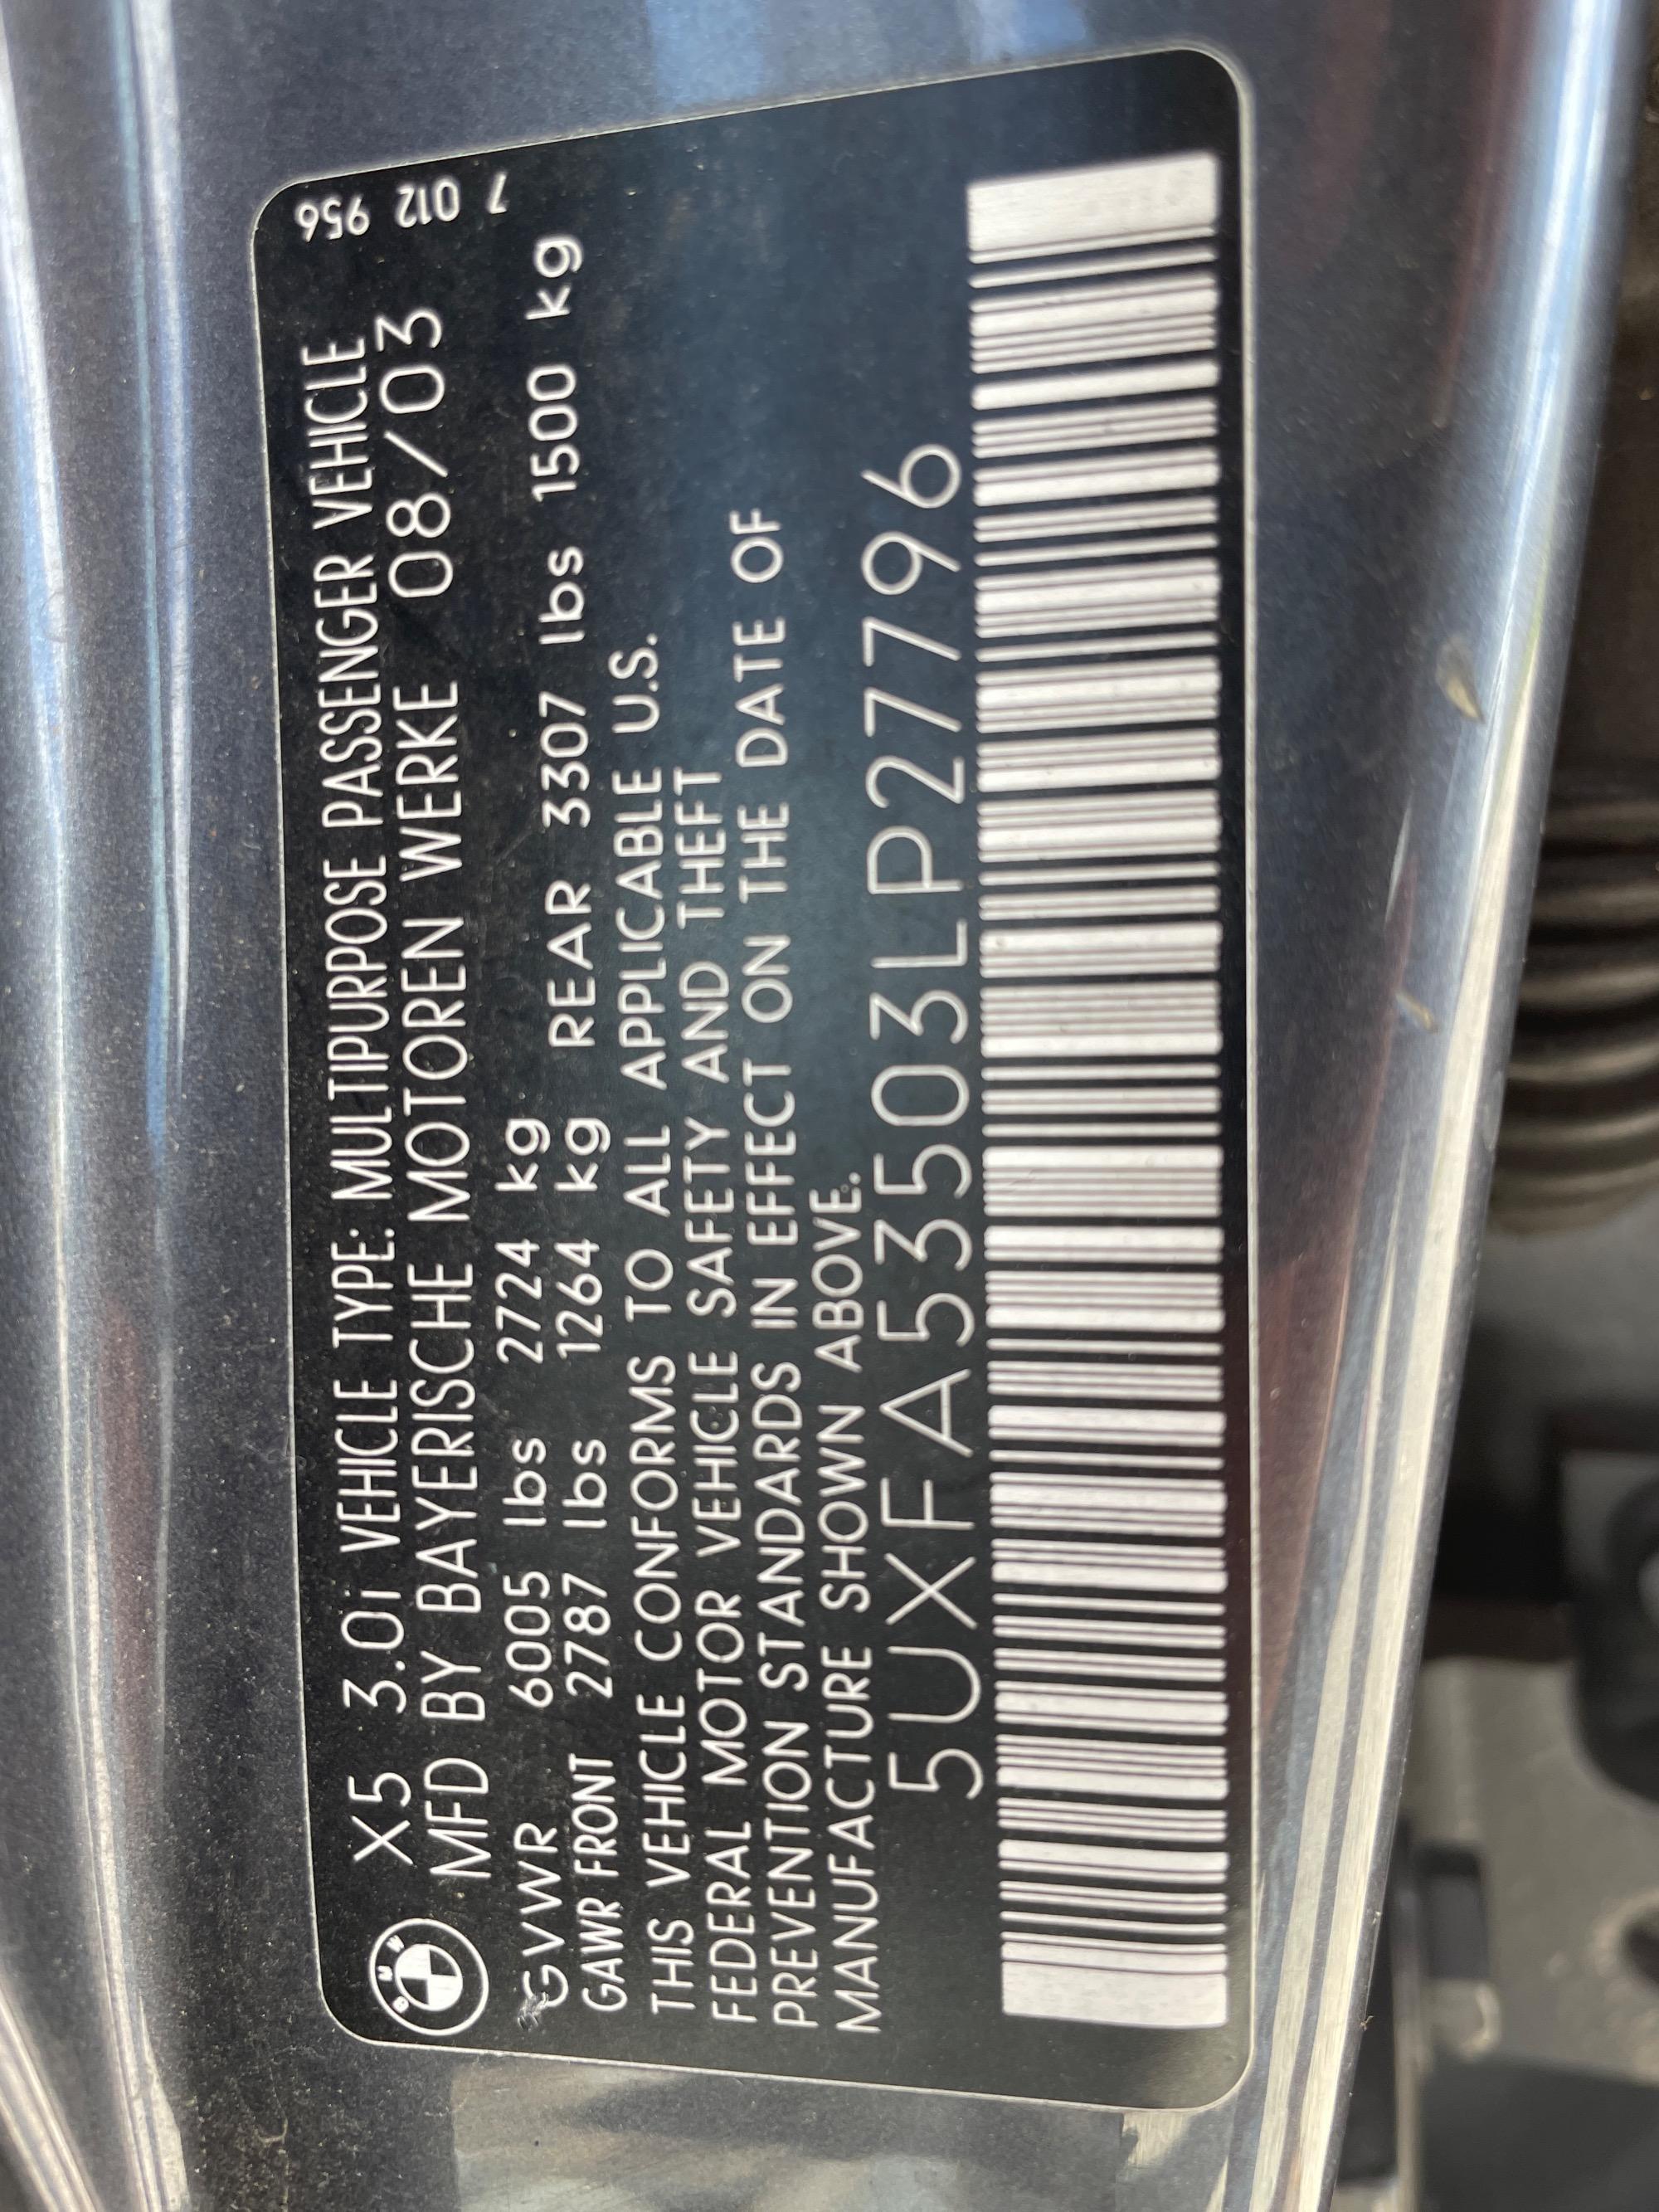 X5 3.0i VEHICLE TYPE: MULTIPURPOSE PASSENGER VEHICLE
MFD BY BAYERISCHE MOTOREN WERKE 08/03
7 012 956
BMW
GVWR 6005 lbs 2724 kg
GAWR FRONT 2787 lbs 1264 kg REAR 3307 lbs 1500 kg
THIS VEHICLE CONFORMS TO ALL APPLICABLE U.S.
FEDERAL MOTOR VEHICLE SAFETY AND THEFT
PREVENTION STANDARDS IN EFFECT ON THE DATE OF
MANUFACTURE SHOWN ABOVE.
5UXFA53503LP27796